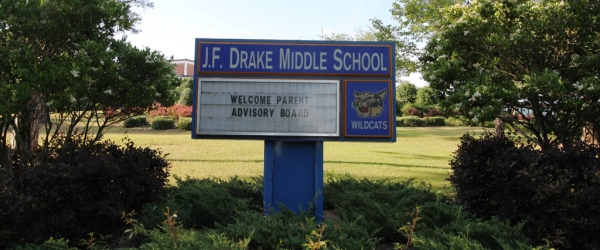 J.F. DRAKE MIDDLE SCHOOL
WELCOME PARENT
ADVISORY BOARD
WILDCATS